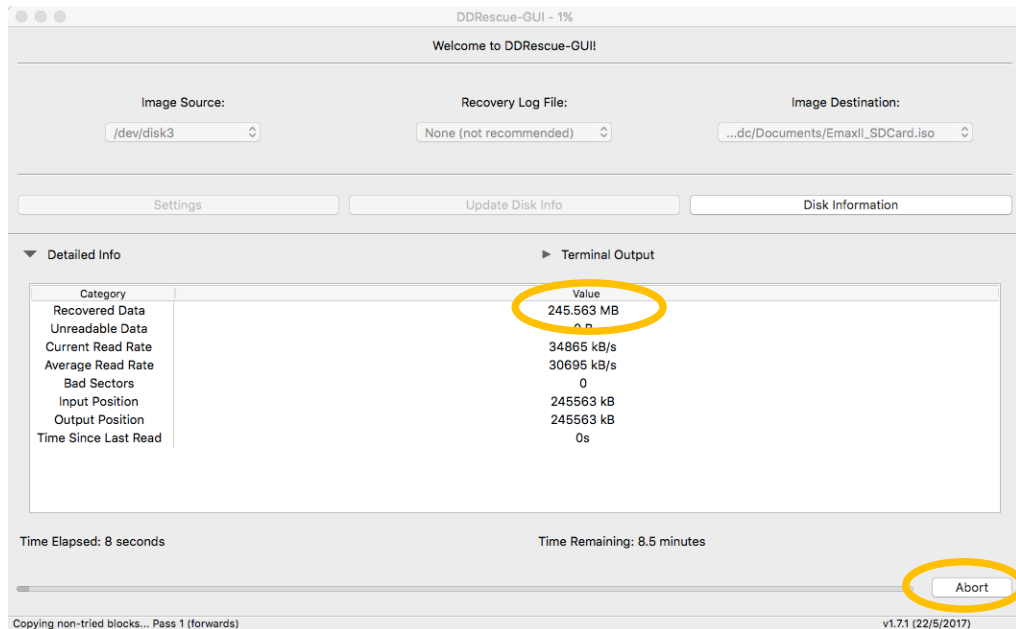 DDRescue-GUI - 1%
Welcome to DDRescue-GUI!
Image Source: Recovery Log File: Image Destination:
/dev/disk3 None (not recommended) ...dc/Documents/EmaxII_SDCard.iso
Settings Update Disk Info Disk Information
Detailed Info Terminal Output
Category Value
Recovered Data 245.563 MB
Unreadable Data 0 B
Current Read Rate 34865 kB/s
Average Read Rate 30695 kB/s
Bad Sectors 0
Input Position 245563 kB
Output Position 245563 kB
Time Since Last Read 0s
Time Elapsed: 8 seconds Time Remaining: 8.5 minutes
Abort
Copying non-tried blocks... Pass 1 (forwards) v1.7.1 (22/5/2017)